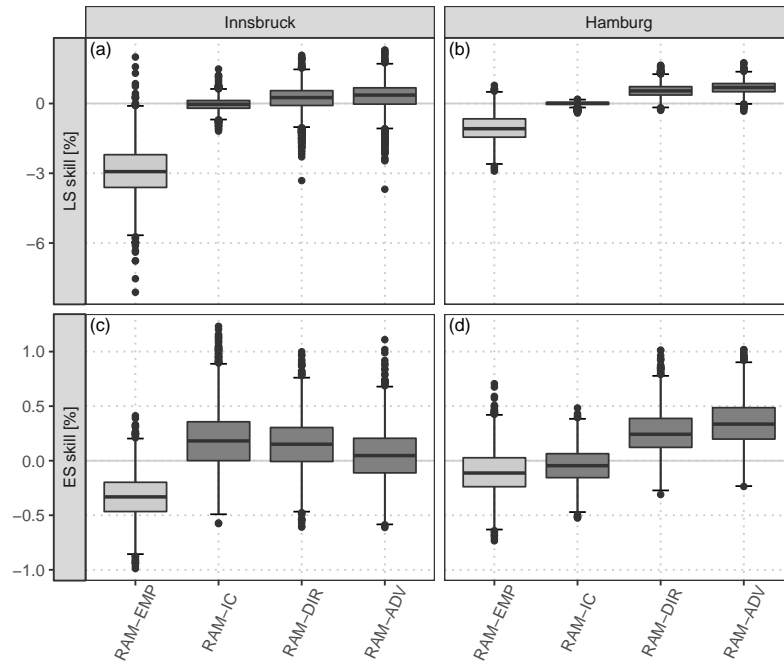 Innsbruck
Hamburg
(a)
(b)
LS skill [%]
0
−3
−6
(c)
(d)
ES skill [%]
1.0
0.5
0.0
−0.5
−1.0
RAM−EMP
RAM−IC
RAM−DIR
RAM−ADV
RAM−EMP
RAM−IC
RAM−DIR
RAM−ADV